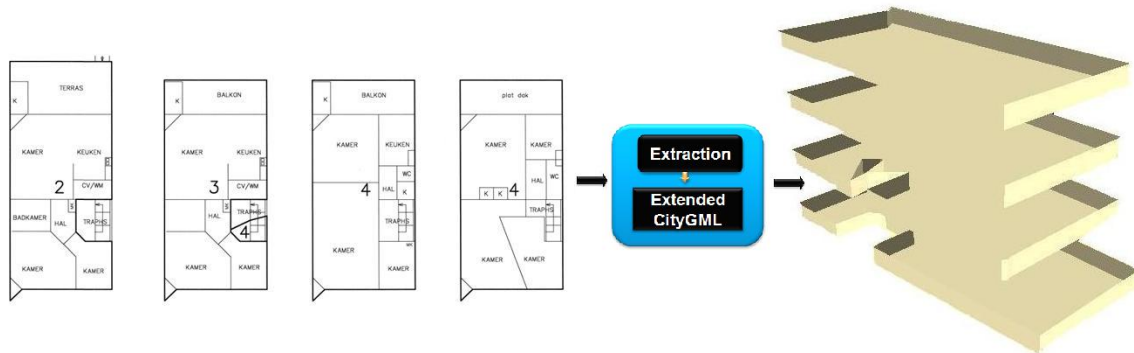 TERRAS
K
KAMER
KEUKEN
2
CV/WM
BADKAMER
HAL
TRAPHS
KAMER
KAMER
BALKON
K
KAMER
KEUKEN
3
CV/WM
HAL
TRAPHS
4
KAMER
KAMER
BALKON
K
KAMER
KEUKEN
WC
HAL
K
4
TRAPHS
KAMER
KAMER
plat dak
KAMER
WC
HAL
K K
4
TRAPHS
KAMER
KAMER
Extraction
Extended
CityGML